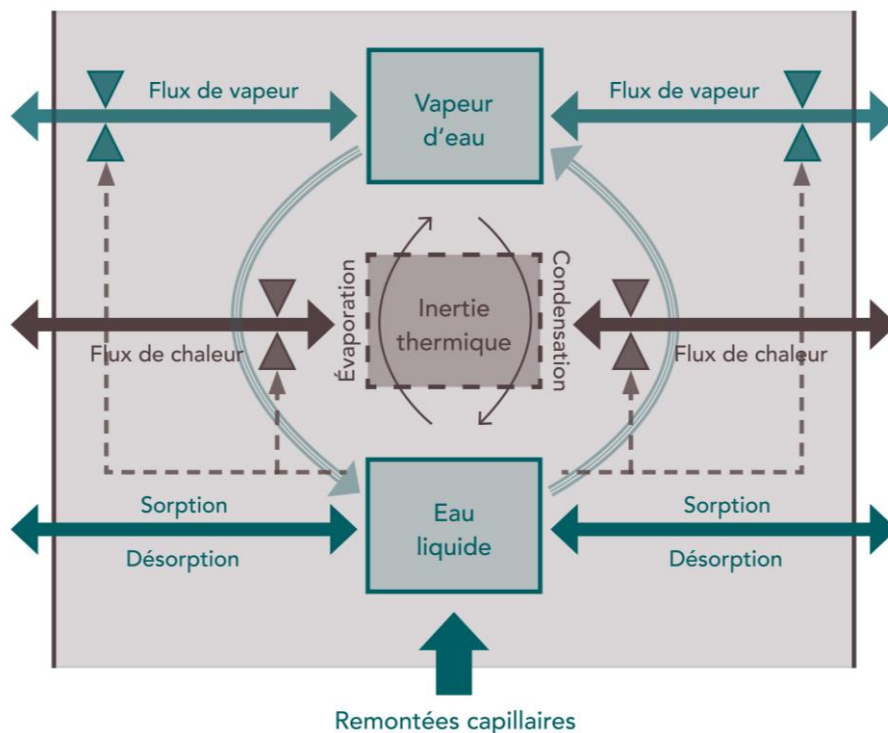 Flux de vapeur
Vapeur
d'eau
Flux de vapeur
Évaporation
Inertie
thermique
Condensation
Flux de chaleur
Flux de chaleur
Sorption
Désorption
Eau
liquide
Sorption
Désorption
Remontées capillaires